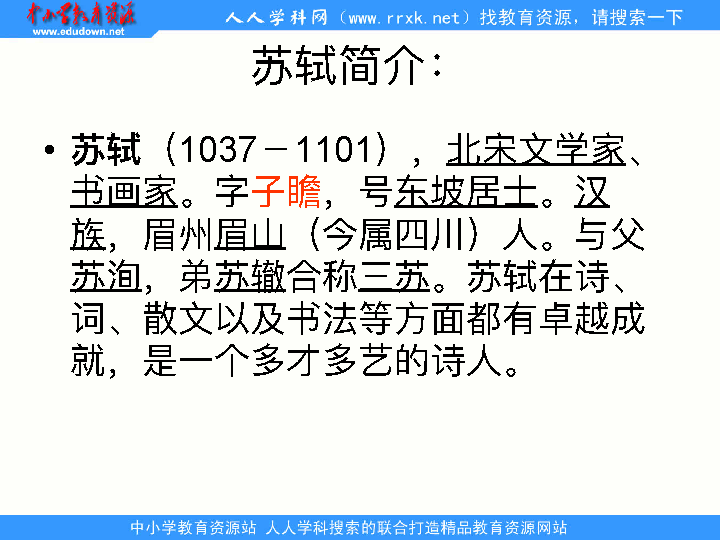 中小学教育资源
www.edudown.net
人人学科网（www.rrxk.net）找教育资源，请搜索一下
苏轼简介：
• 苏轼（1037－1101），北宋文学家、
书画家。字子瞻，号东坡居士。汉
族，眉州眉山（今属四川）人。与父
苏洵，弟苏辙合称三苏。苏轼在诗、
词、散文以及书法等方面都有卓越成
就，是一个多才多艺的诗人。
中小学教育资源站 人人学科搜索的联合打造精品教育资源网站